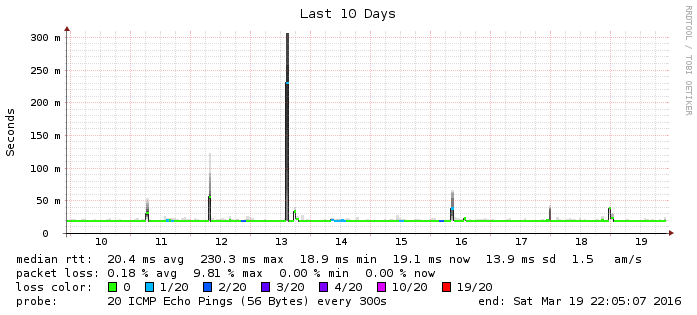 Last 10 Days
RRDTOOL / TOBI OETIKER
Seconds
300 m
250 m
200 m
150 m
100 m
50 m
0
10 11 12 13 14 15 16 17 18 19
median rtt: 20.4 ms avg 230.3 ms max 18.9 ms min 19.1 ms now 13.9 ms sd 1.5 am/s
packet loss: 0.18 % avg 9.81 % max 0.00 % min 0.00 % now
loss color: 0 1/20 2/20 3/20 4/20 10/20 19/20
probe: 20 ICMP Echo Pings (56 Bytes) every 300s end: Sat Mar 19 22:05:07 2016